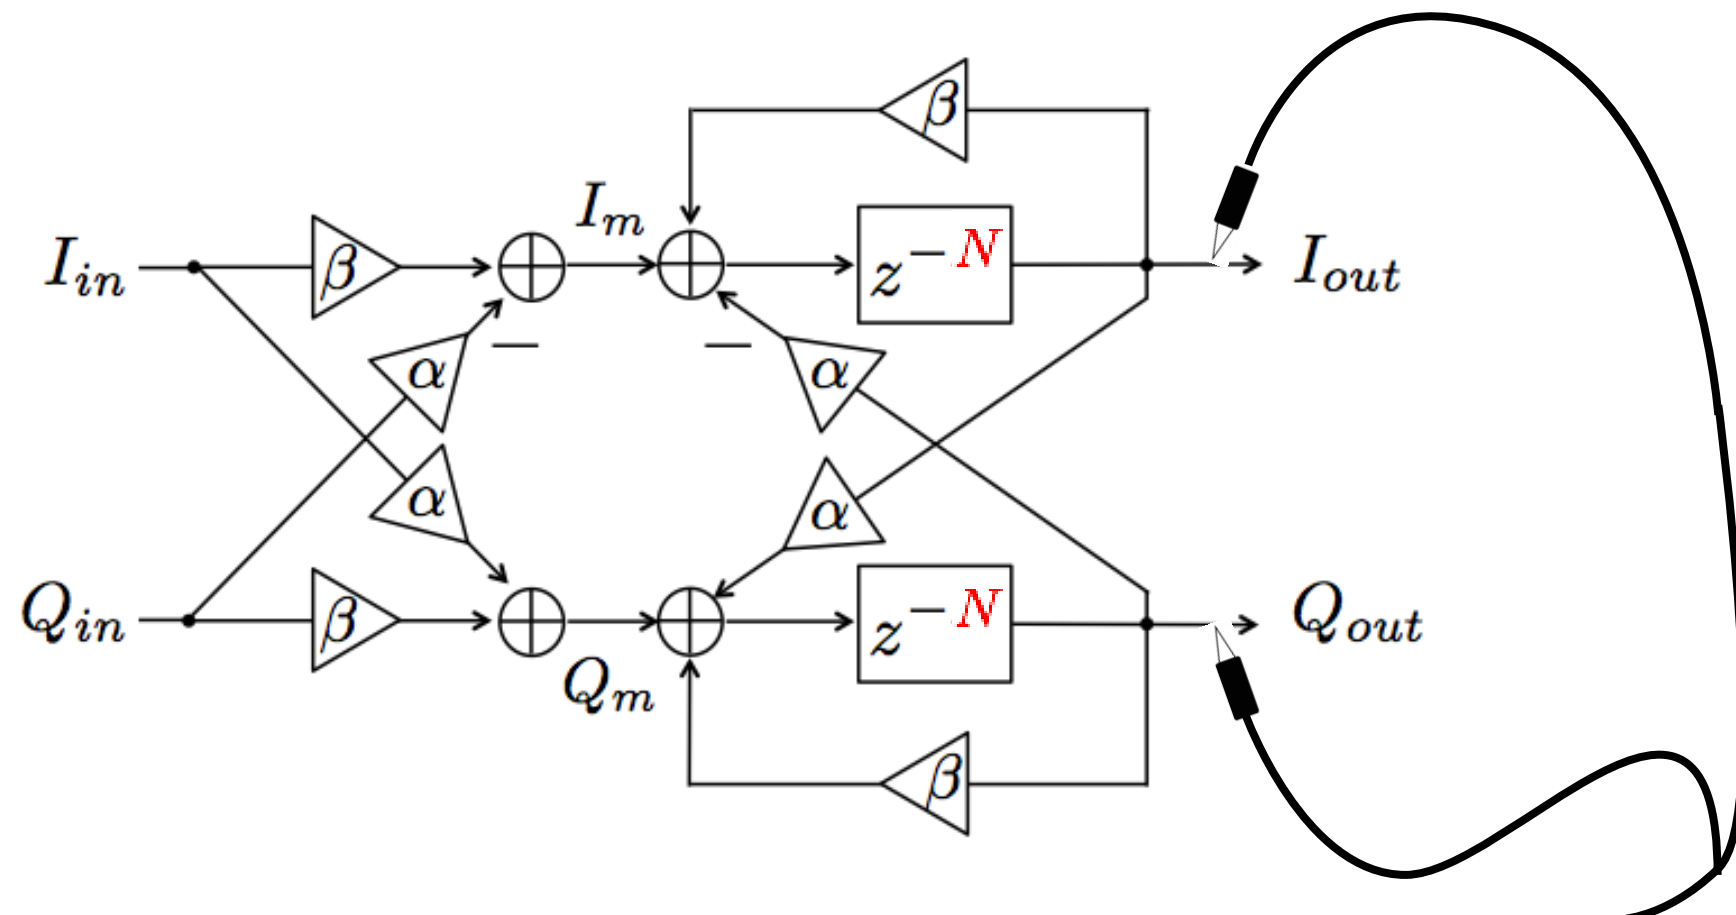 β
I_m
I_in
β
z^{-N}
I_out
−
−
α
α
α
α
Q_in
β
z^{-N}
Q_out
Q_m
β